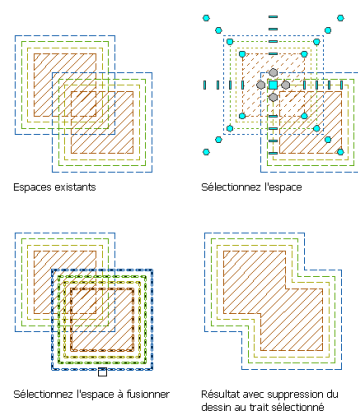 Espaces existants
Sélectionnez l'espace
Sélectionnez l'espace à fusionner
Résultat avec suppression du
dessin au trait sélectionné